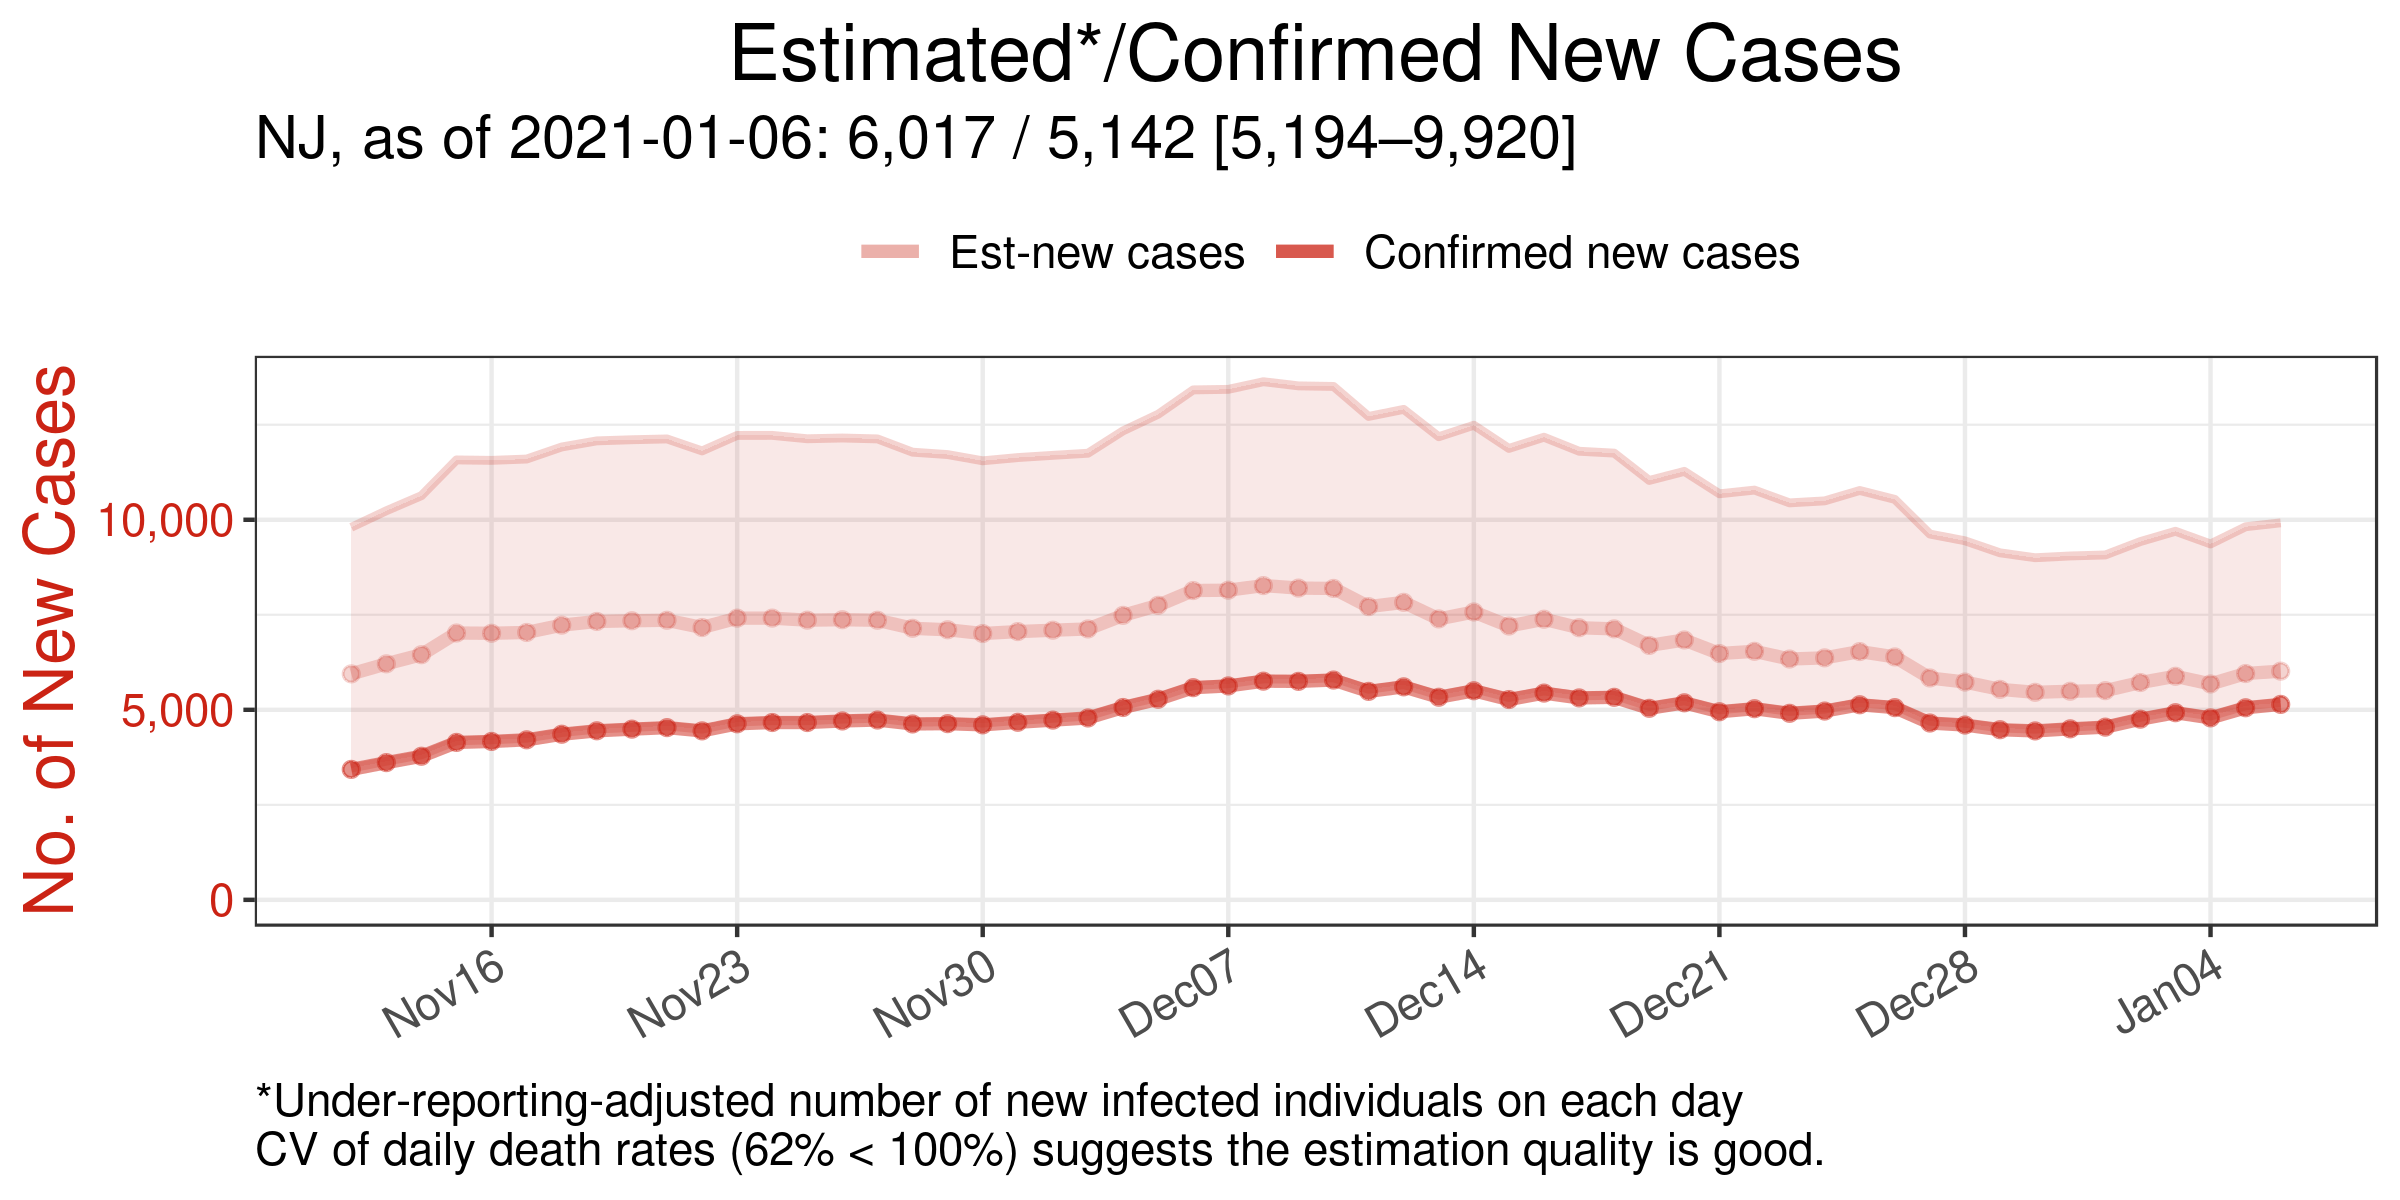 Estimated*/Confirmed New Cases
NJ, as of 2021-01-06: 6,017 / 5,142 [5,194–9,920]
Est-new cases Confirmed new cases
No. of New Cases
10,000
5,000
0
Nov16 Nov23 Nov30 Dec07 Dec14 Dec21 Dec28 Jan04
*Under-reporting-adjusted number of new infected individuals on each day
CV of daily death rates (62% < 100%) suggests the estimation quality is good.